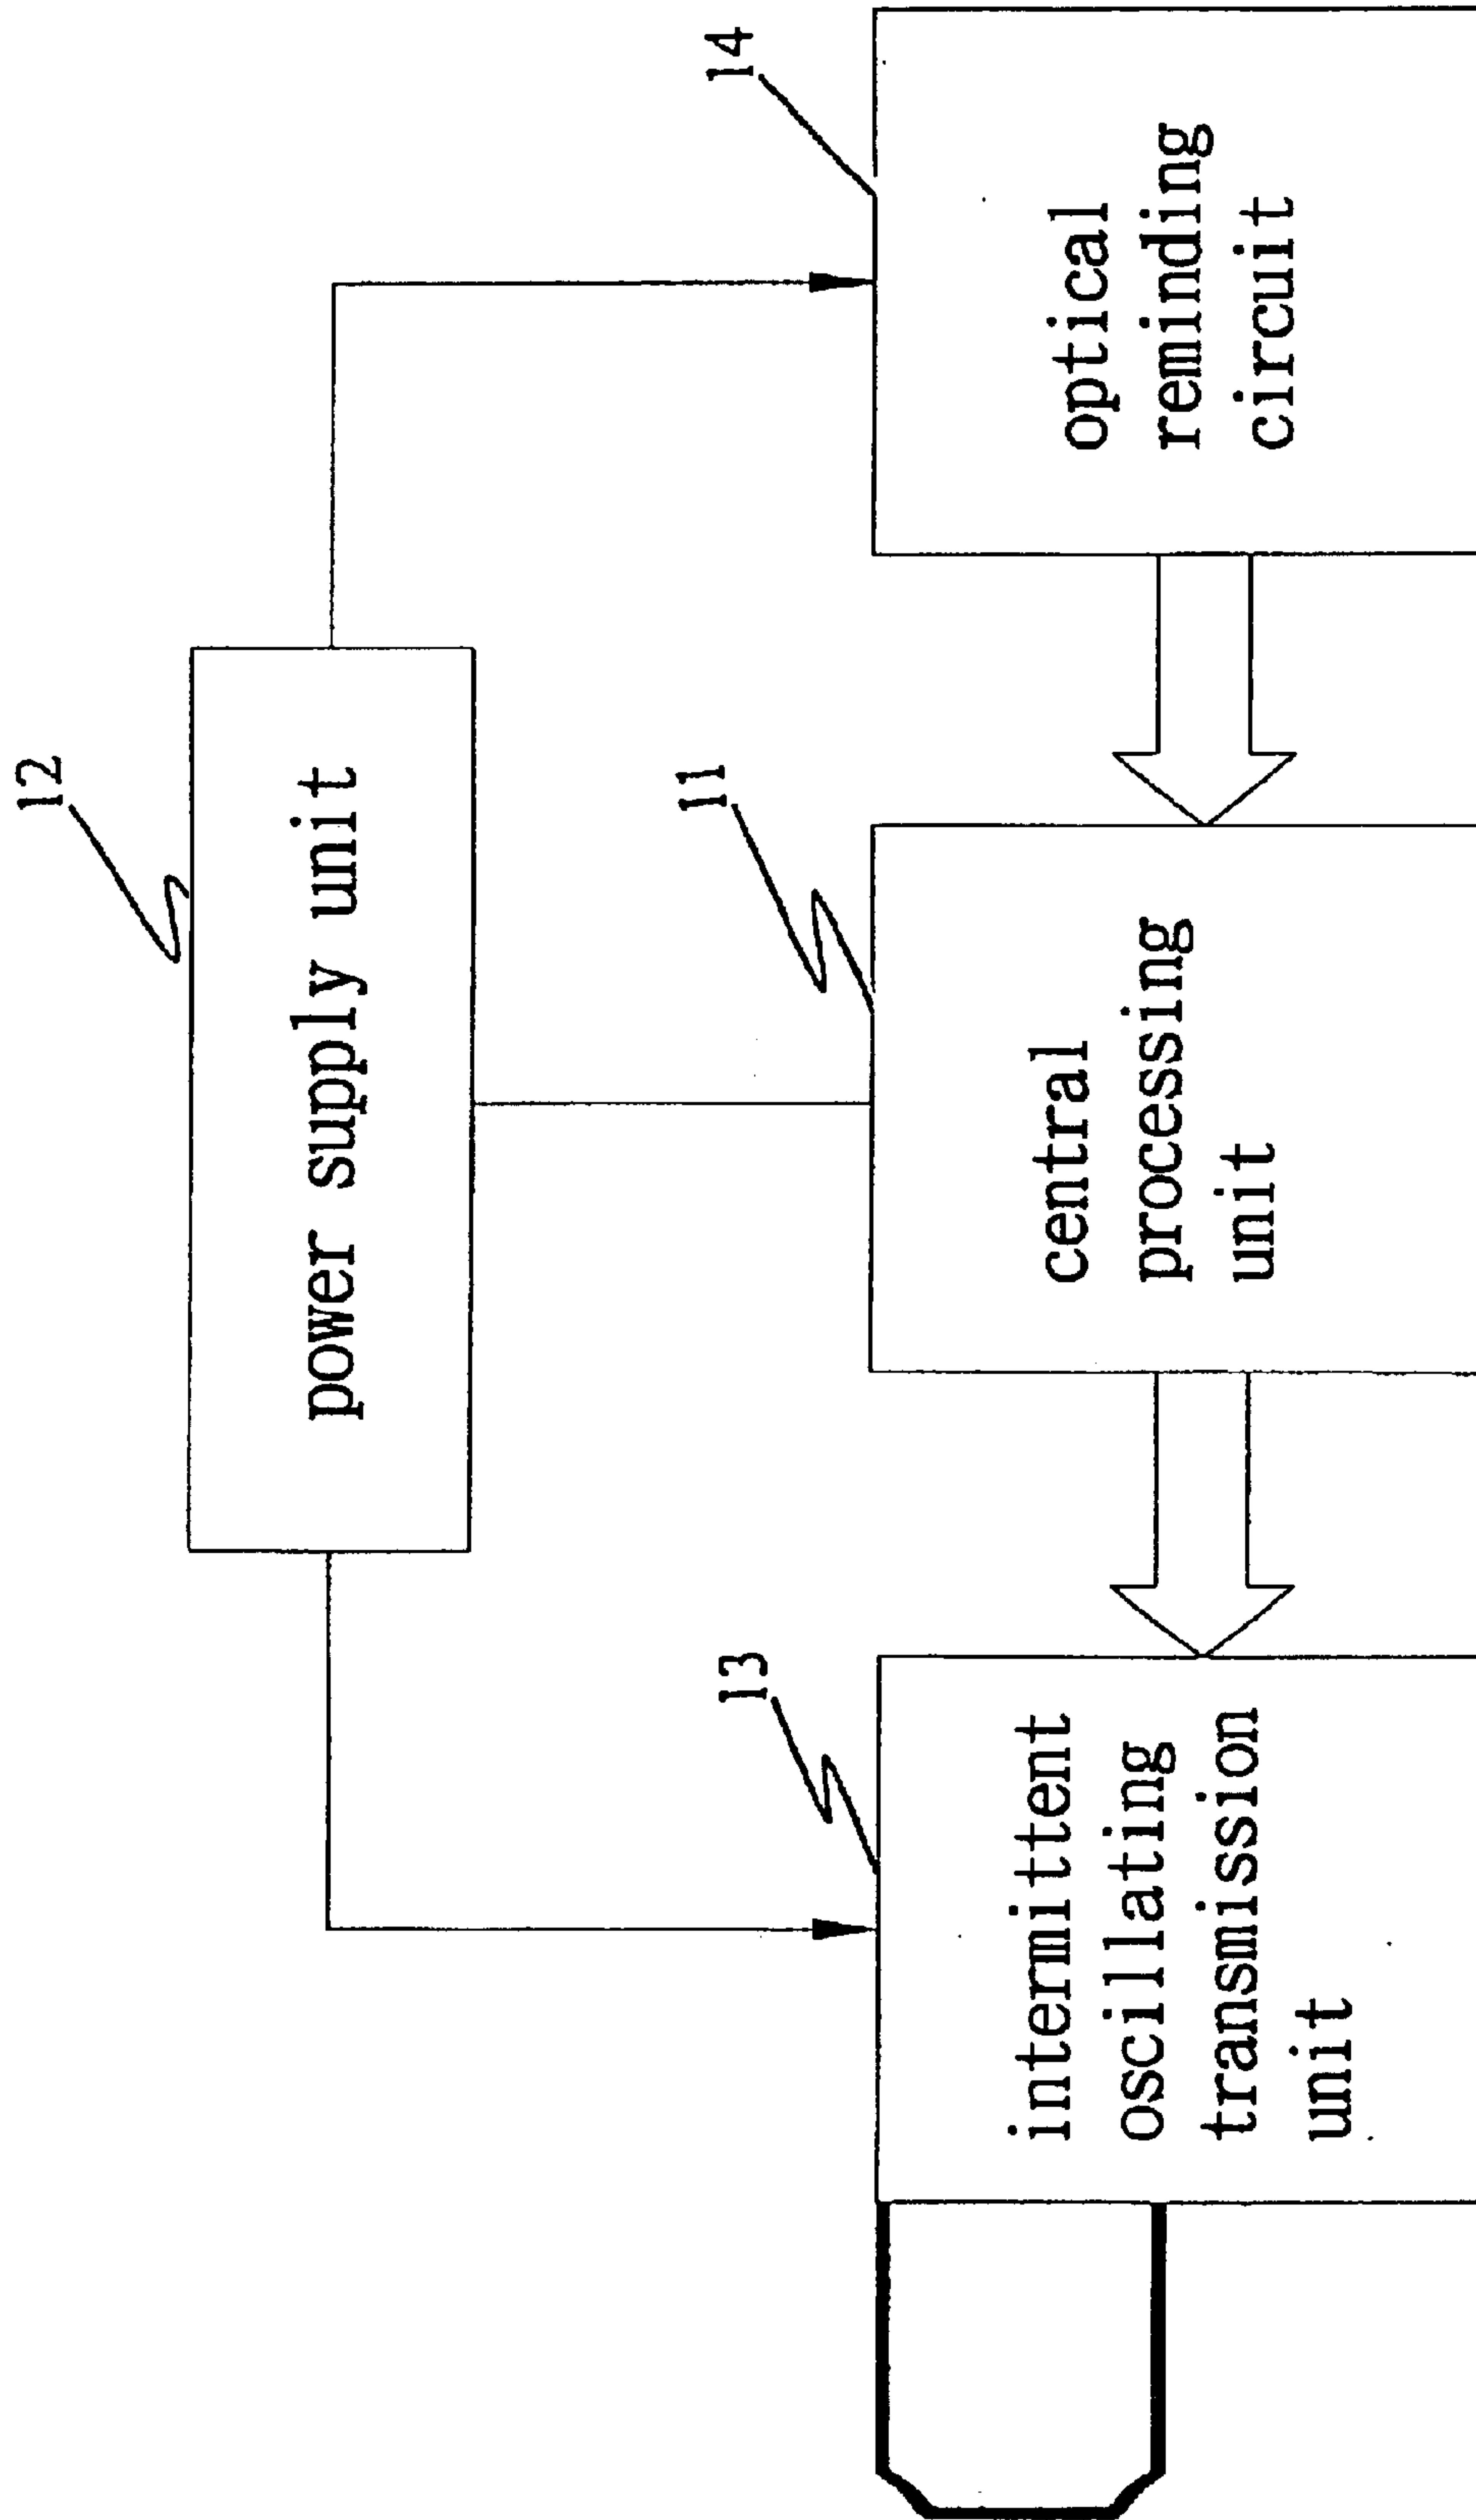 12
power supply unit
13
11
14
intermittent
oscillating
transmission
unit
central
processing
unit
optical
reminding
circuit